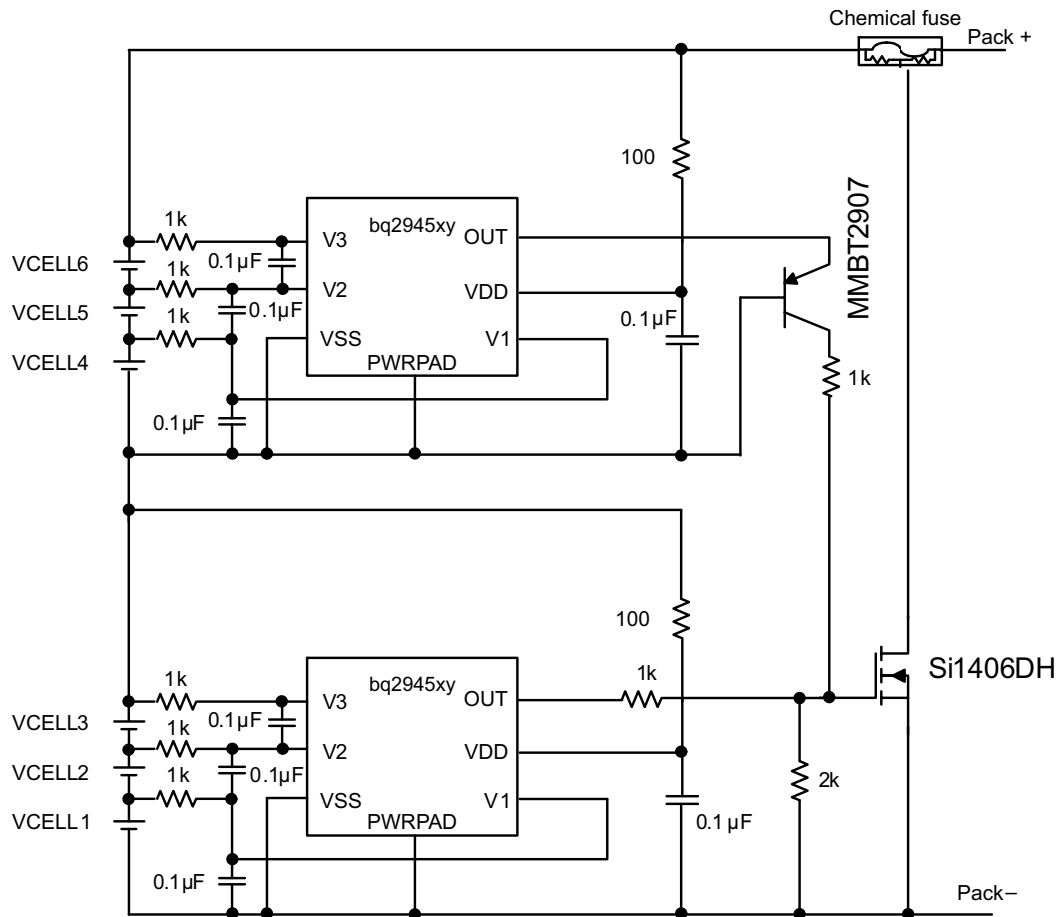 Chemical fuse
Pack +
100
MMBT2907
1k
bq2945xy
V3
OUT
VCELL6
0.1µF
1k
V2
VDD
VCELL5
0.1µF
0.1µF
1k
VSS
V1
VCELL4
PWRPAD
1k
0.1µF
100
Si1406DH
1k
bq2945xy
1k
V3
OUT
VCELL3
0.1µF
1k
V2
VDD
VCELL2
0.1µF
1k
2k
VSS
V1
VCELL1
PWRPAD
0.1 µF
0.1µF
Pack–